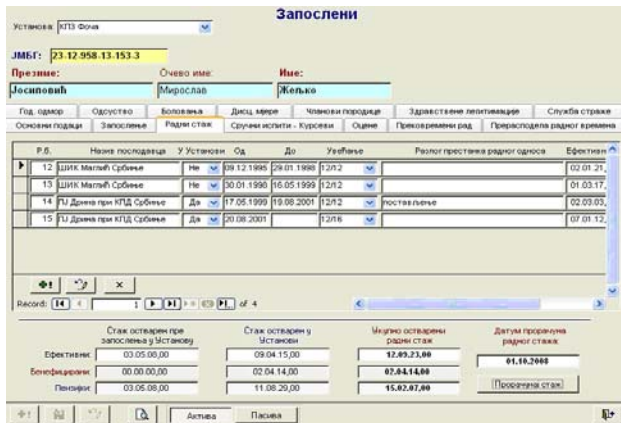 Запослени
Установа: КПЗ Фоча
ЈМБГ: 23-12-958-13-153-3
Презиме: Очево име: Име:
Јосиповић Мирослав Жељко
Год. одмор Одсуство Боловања Дисц. мјере Чланови породице Здравствене легитимације Служба страже
Основни подаци Запослење Радни стаж Стручни испити - Курсеви Оцјене Прековремени рад Прерасподела радног времена
Р.б. Назив послодавца У Установи Од До Увећање Разлог престанка радног односа Ефективн
12 ШИК Маглић Србиње Не 09.12.1995 29.01.1998 12/12 02.01.21,
13 ШИК Маглић Србиње Не 30.01.1998 16.05.1999 12/12 01.03.17,
14 ПЈ Дрина при КПД Србиње Да 17.05.1999 19.08.2001 12/12 постављење 02.03.03,
15 ПЈ Дрина при КПД Србиње Да 20.08.2001 12/16 07.01.12,
Record: 1 of 4
Стаж остварен пре запослења у Установу Стаж остварен у Установи Укупно остварени радни стаж Датум прорачуна радног стажа:
Ефективни: 03.05.08,00 09.04.15,00 12.09.23,00 01.10.2008
Бенефицирани: 00.00.00,00 02.04.14,00 02.04.14,00
Пензијски: 03.05.08,00 11.08.29,00 15.02.07,00 Прорачунај стаж
Актива Пасива